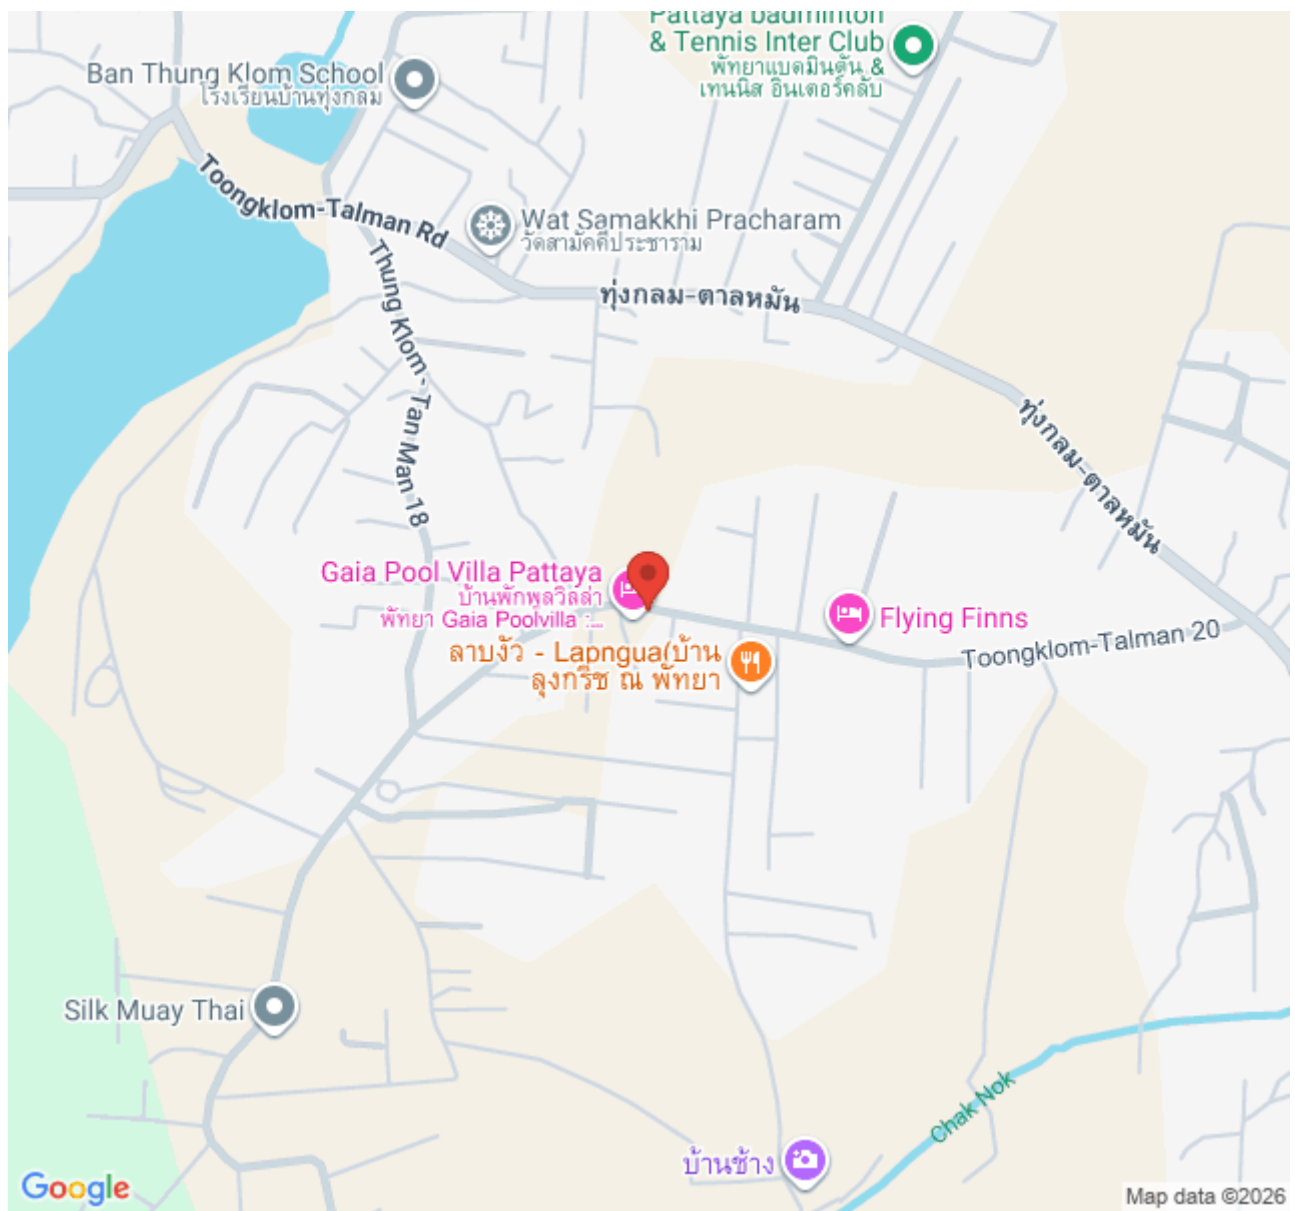 Pattaya badminton
& Tennis Inter Club
พัทยาแบดมินตัน &
เทนนิส อินเตอร์คลับ
Ban Thung Klom School
โรงเรียนบ้านทุ่งกลม
Toongklom-Talman Rd
Wat Samakkhi Pracharam
วัดสามัคคีประชาราม
ทุ่งกลม-ตาลหมัน
Thung Klom - Tan Man 18
ทุ่งกลม-ตาลหมัน
Gaia Pool Villa Pattaya
บ้านพักพูลวิลล่า
พัทยา Gaia Poolvilla :...
Flying Finns
Toongklom-Talman 20
ลาบงัว - Lapngua(บ้าน
ลุงกริช ณ พัทยา
Silk Muay Thai
Chak Nok
บ้านช้าง
Google
Map data ©2026